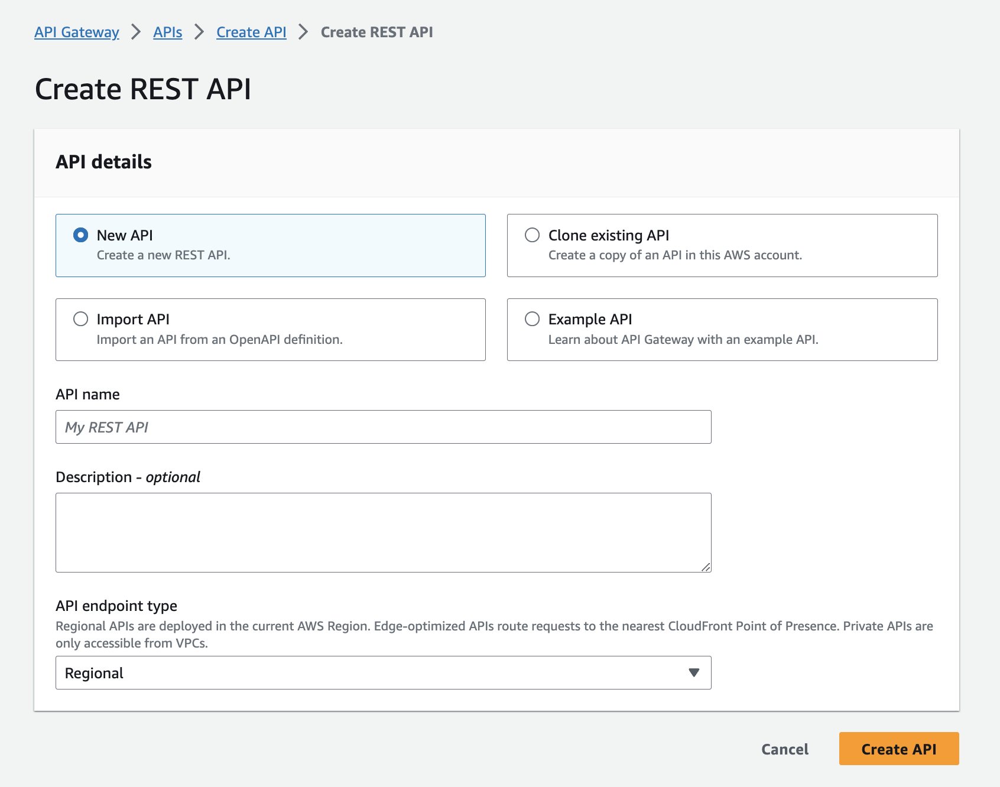 API Gateway > APIs > Create API > Create REST API
Create REST API
API details
New API
Create a new REST API.
Clone existing API
Create a copy of an API in this AWS account.
Import API
Import an API from an OpenAPI definition.
Example API
Learn about API Gateway with an example API.
API name
My REST API
Description - optional
API endpoint type
Regional APIs are deployed in the current AWS Region. Edge-optimized APIs route requests to the nearest CloudFront Point of Presence. Private APIs are
only accessible from VPCs.
Regional
Cancel
Create API